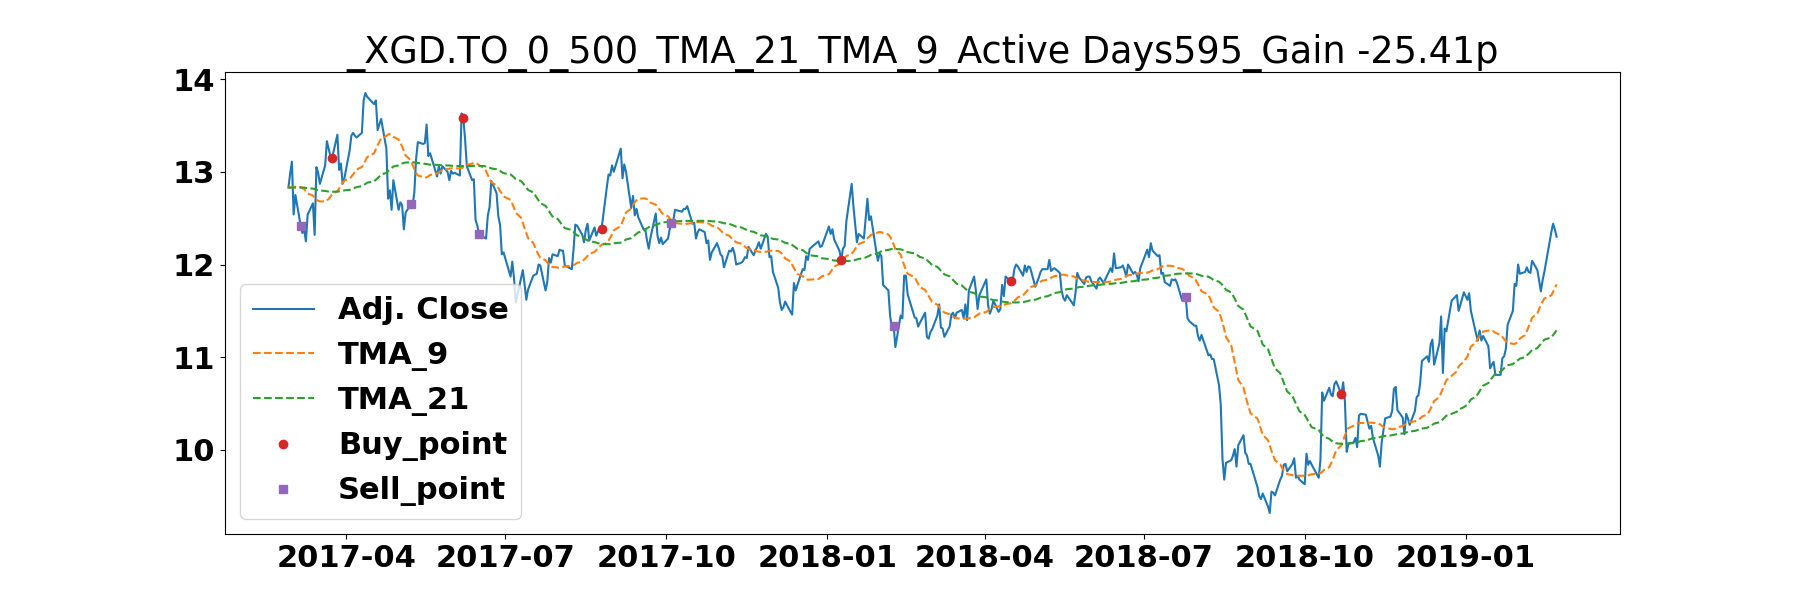 _XGD.TO_0_500_TMA_21_TMA_9_Active Days595_Gain -25.41p
14
13
12
11
10
Adj. Close
TMA_9
TMA_21
Buy_point
Sell_point
2017-04 2017-07 2017-10 2018-01 2018-04 2018-07 2018-10 2019-01